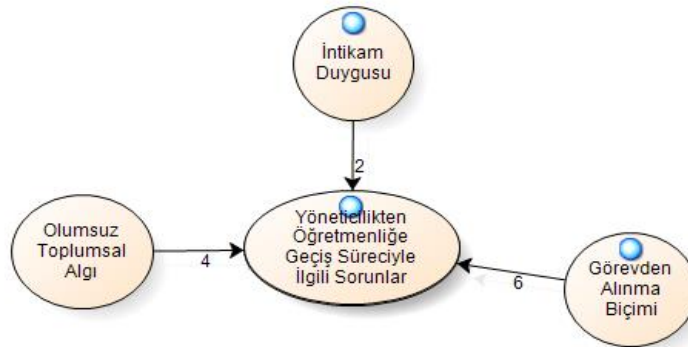 İntikam
Duygusu
2
Yöneticilikten
Öğretmenliğe
Geçiş Süreciyle
İlgili Sorunlar
Olumsuz
Toplumsal
Algı
4
6
Görevden
Alınma
Biçimi